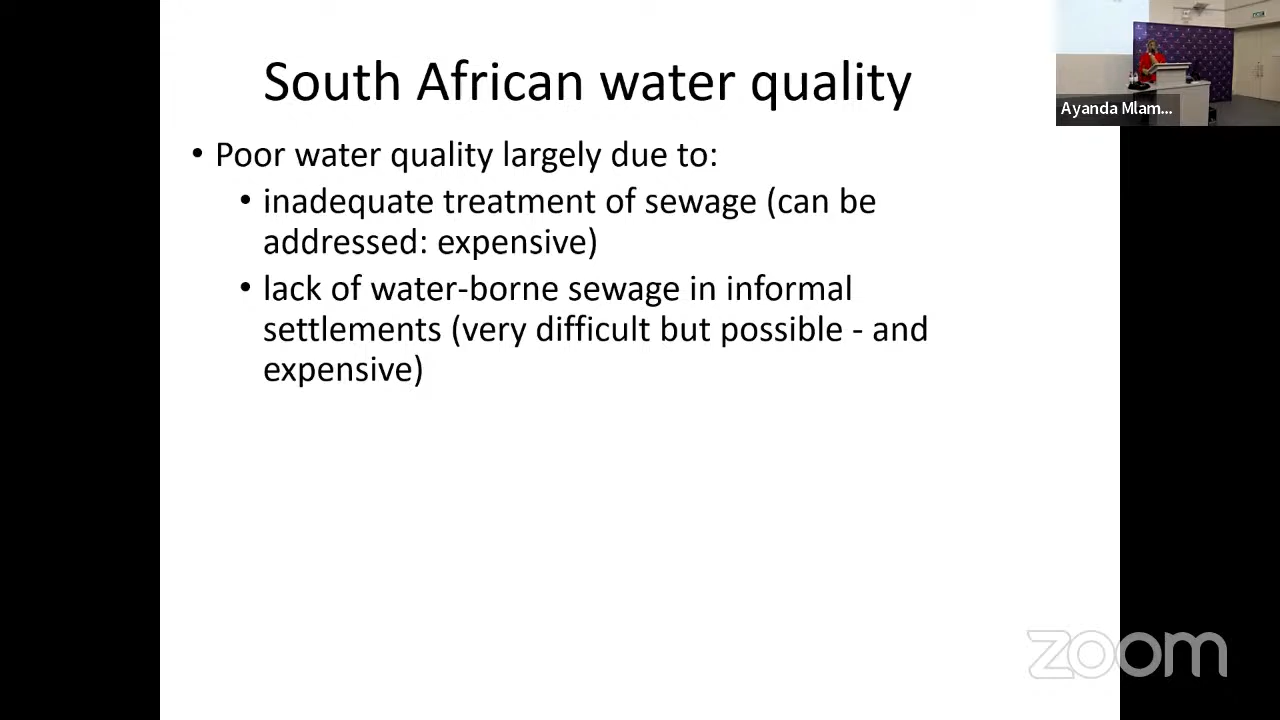 South African water quality
• Poor water quality largely due to:
• inadequate treatment of sewage (can be
addressed: expensive)
• lack of water-borne sewage in informal
settlements (very difficult but possible - and
expensive)
Ayanda Mlam...
zoom